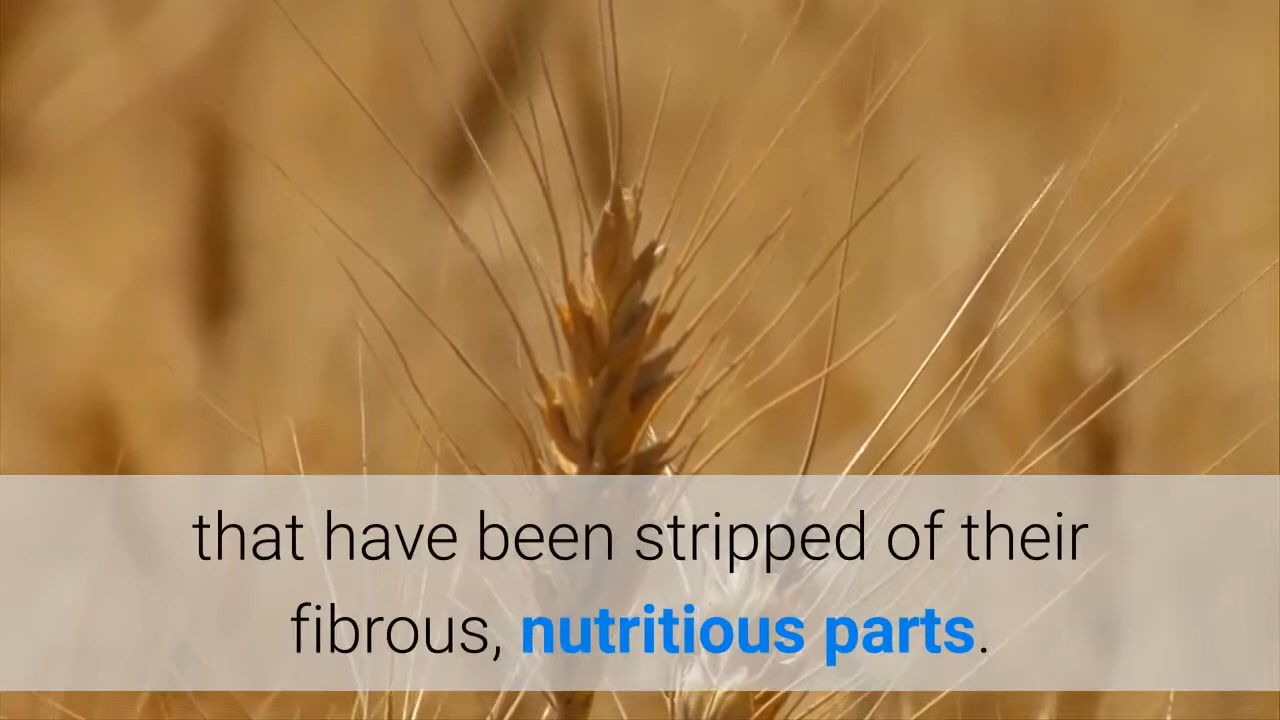 that have been stripped of their
fibrous, nutritious parts.